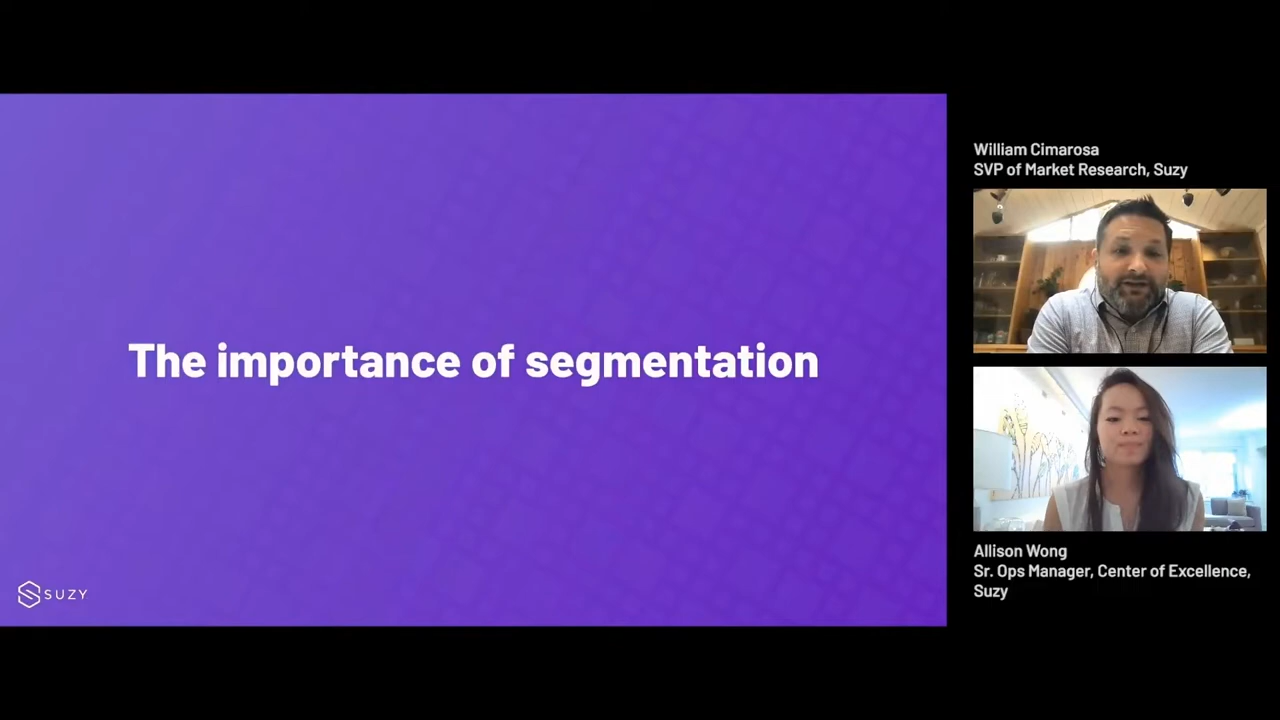 The importance of segmentation
SUZY
William Cimarosa
SVP of Market Research, Suzy
Allison Wong
Sr. Ops Manager, Center of Excellence,
Suzy